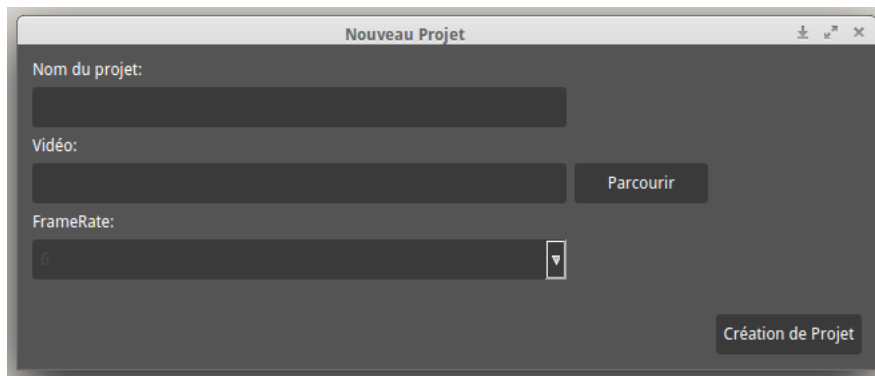 Nouveau Projet
Nom du projet:
Vidéo:
Parcourir
FrameRate:
6
Création de Projet